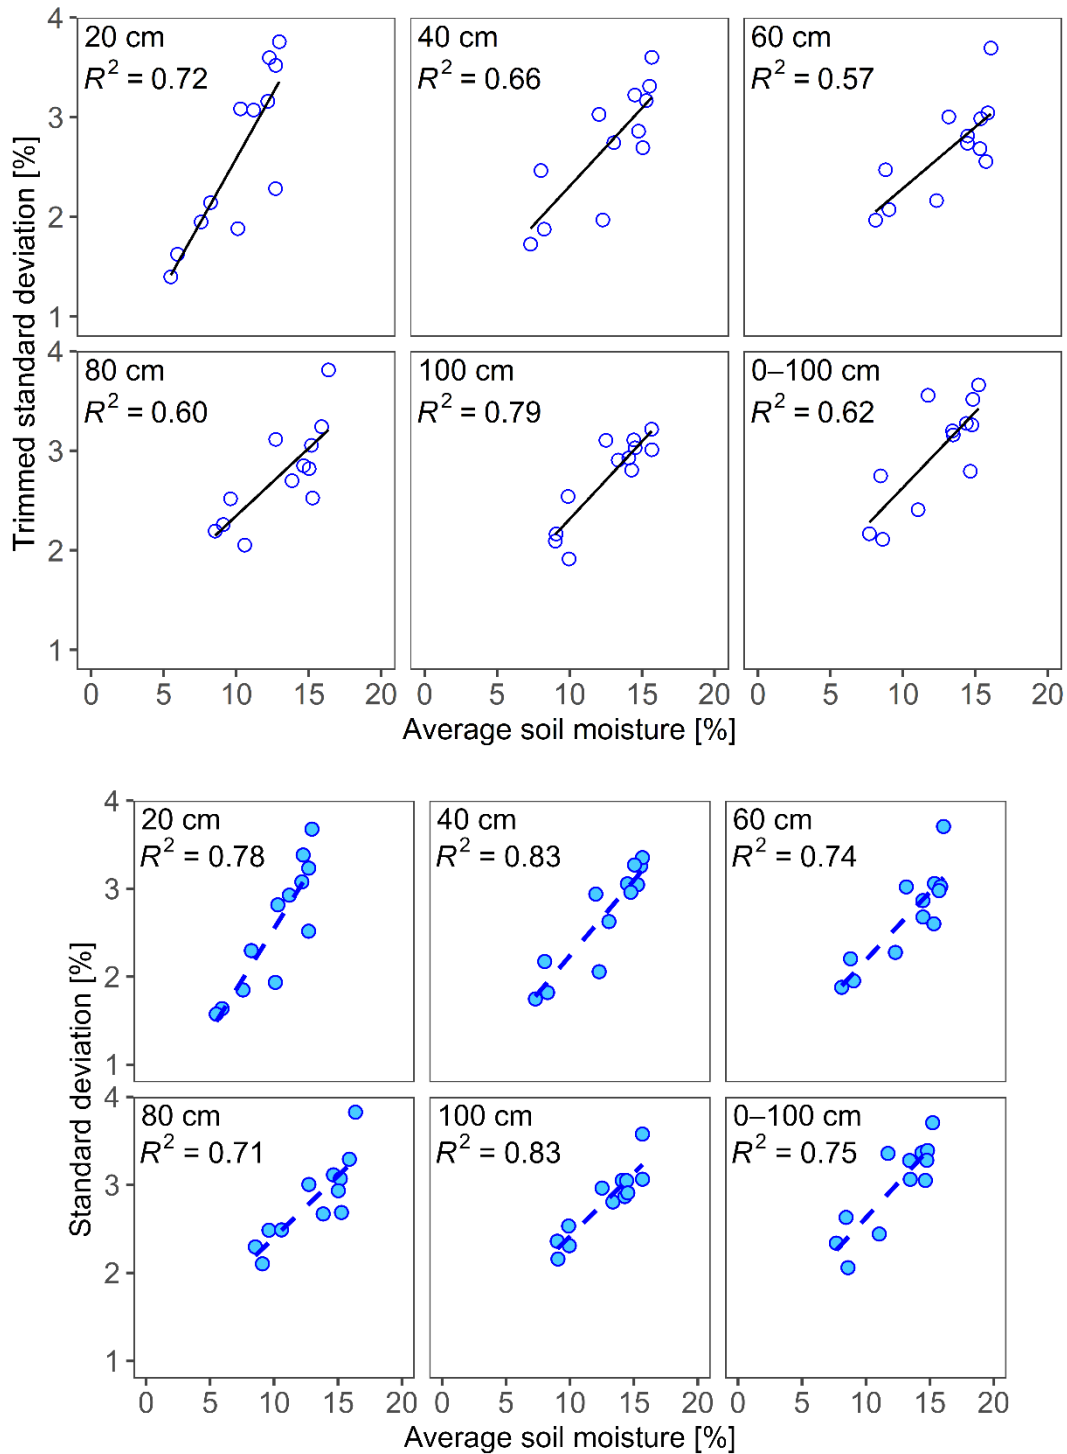 20 cm
R² = 0.72
40 cm
R² = 0.66
60 cm
R² = 0.57
4
3
2
1
80 cm
R² = 0.60
100 cm
R² = 0.79
0–100 cm
R² = 0.62
4
3
2
1
Trimmed standard deviation [%]
0 5 10 15 20
0 5 10 15 20
0 5 10 15 20
Average soil moisture [%]
20 cm
R² = 0.78
40 cm
R² = 0.83
60 cm
R² = 0.74
4
3
2
1
80 cm
R² = 0.71
100 cm
R² = 0.83
0–100 cm
R² = 0.75
4
3
2
1
Standard deviation [%]
0 5 10 15 20
0 5 10 15 20
0 5 10 15 20
Average soil moisture [%]